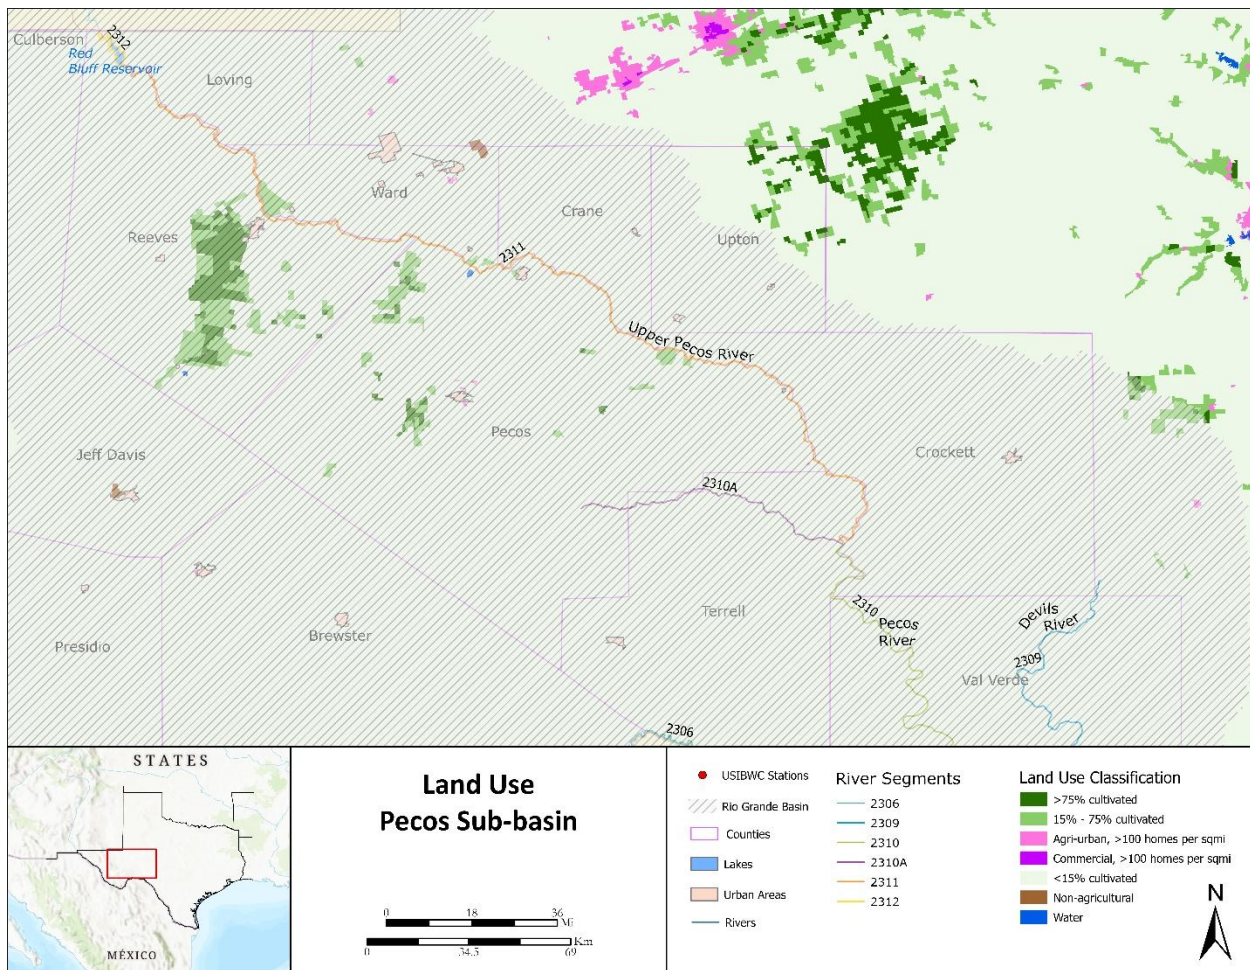 Culberson
2312
Red
Bluff Reservoir
Loving
Ward
Reeves
Crane
Upton
2311
Upper Pecos River
Pecos
Jeff Davis
Crockett
2310A
Presidio
Brewster
Terrell
2310
Pecos
River
Devils
River
2309
Val Verde
2306
STATES
MÉXICO
Land Use
Pecos Sub-basin
0 18 36
Mi
Km
0 34.5 69
USIBWC Stations
Rio Grande Basin
Counties
Lakes
Urban Areas
Rivers
River Segments
2306
2309
2310
2310A
2311
2312
Land Use Classification
>75% cultivated
15% - 75% cultivated
Agri-urban, >100 homes per sqmi
Commercial, >100 homes per sqmi
<15% cultivated
Non-agricultural
Water
N